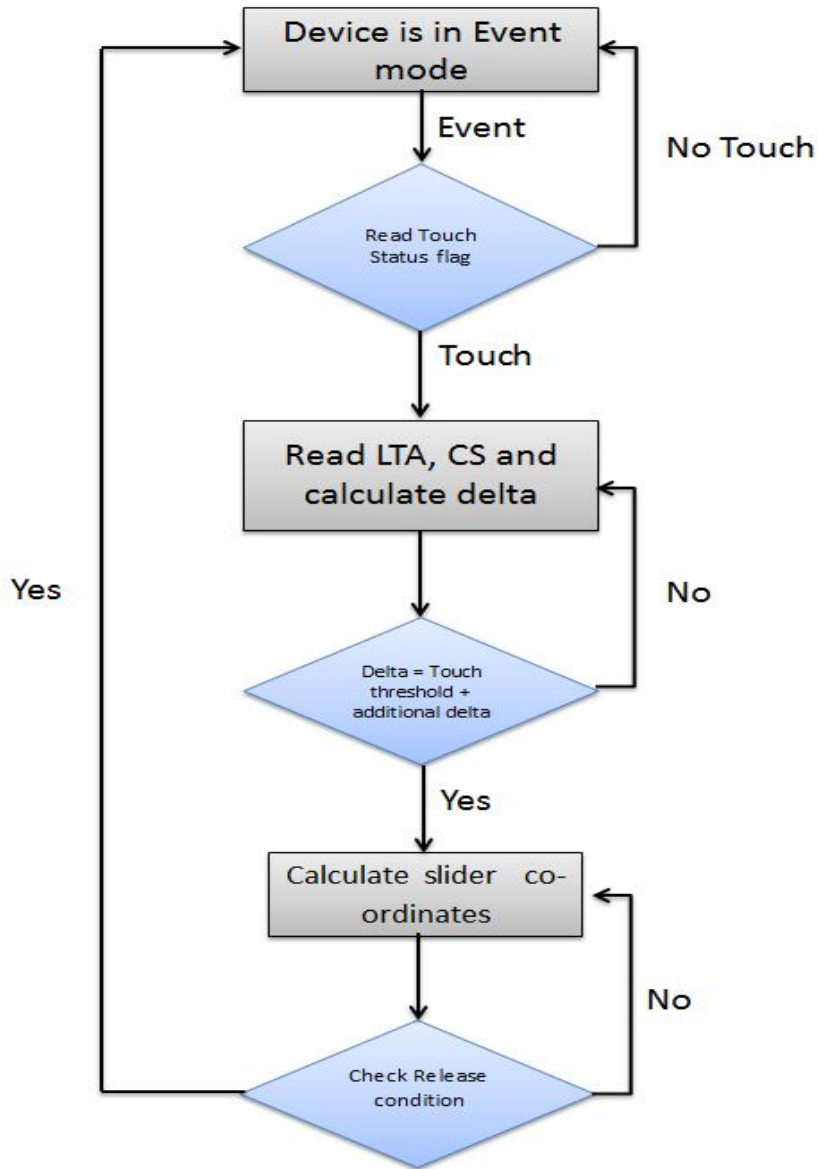 Device is in Event
mode
Event
No Touch
Read Touch
Status flag
Touch
Read LTA, CS and
calculate delta
Yes
No
Delta = Touch
threshold +
additional delta
Yes
Calculate slider co-
ordinates
No
Check Release
condition